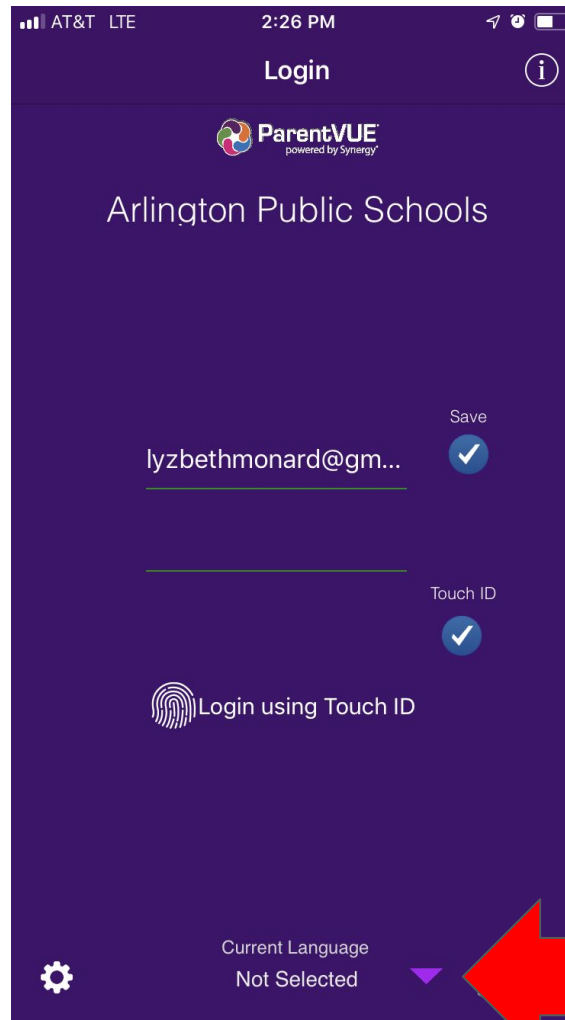 AT&T LTE 2:26 PM
Login
ParentVUE
powered by Synergy
Arlington Public Schools
Save
lyzbethmonard@gm...
Touch ID
Login using Touch ID
Current Language
Not Selected